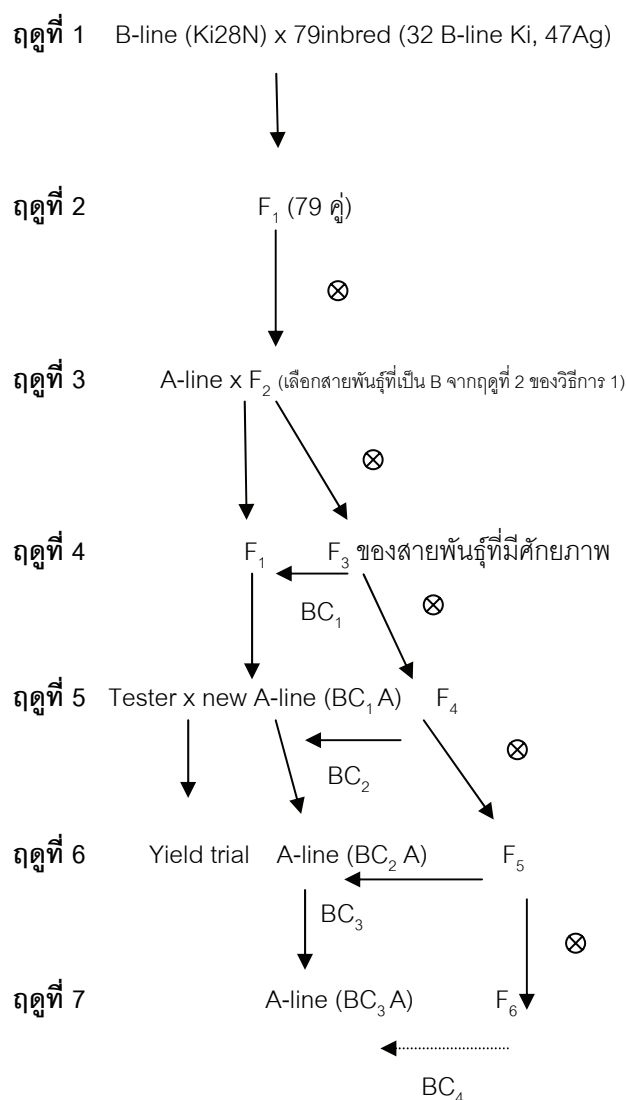 ฤดูที่ 1 B-line (Ki28N) x 79inbred (32 B-line Ki, 47Ag)
ฤดูที่ 2 F₁ (79 คู่)
⊗
ฤดูที่ 3 A-line x F₂ (เลือกสายพันธุ์ที่เป็น B จากฤดูที่ 2 ของวิธีการ 1)
⊗
ฤดูที่ 4 F₁ F₃ ของสายพันธุ์ที่มีศักยภาพ
BC₁ ⊗
ฤดูที่ 5 Tester x new A-line (BC₁ A) F₄
BC₂ ⊗
ฤดูที่ 6 Yield trial A-line (BC₂ A) F₅
BC₃ ⊗
ฤดูที่ 7 A-line (BC₃ A) F₆
BC₄